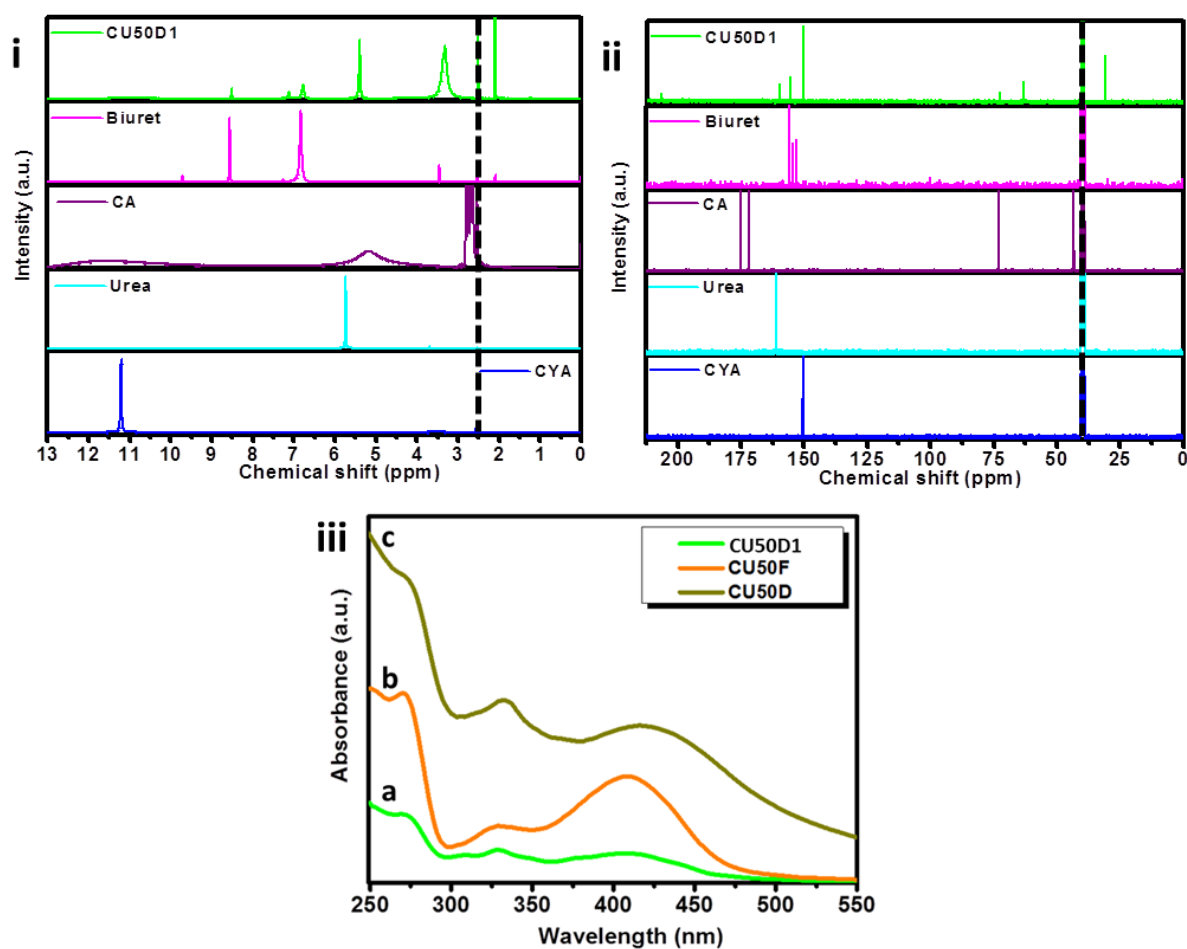 i
CU50D1
Biuret
CA
Urea
CYA
Intensity (a.u.)
13 12 11 10 9 8 7 6 5 4 3 2 1 0
Chemical shift (ppm)
ii
CU50D1
Biuret
CA
Urea
CYA
Intensity (a.u.)
200 175 150 125 100 75 50 25 0
Chemical shift (ppm)
iii
c
b
a
CU50D1
CU50F
CU50D
Absorbance (a.u.)
250 300 350 400 450 500 550
Wavelength (nm)